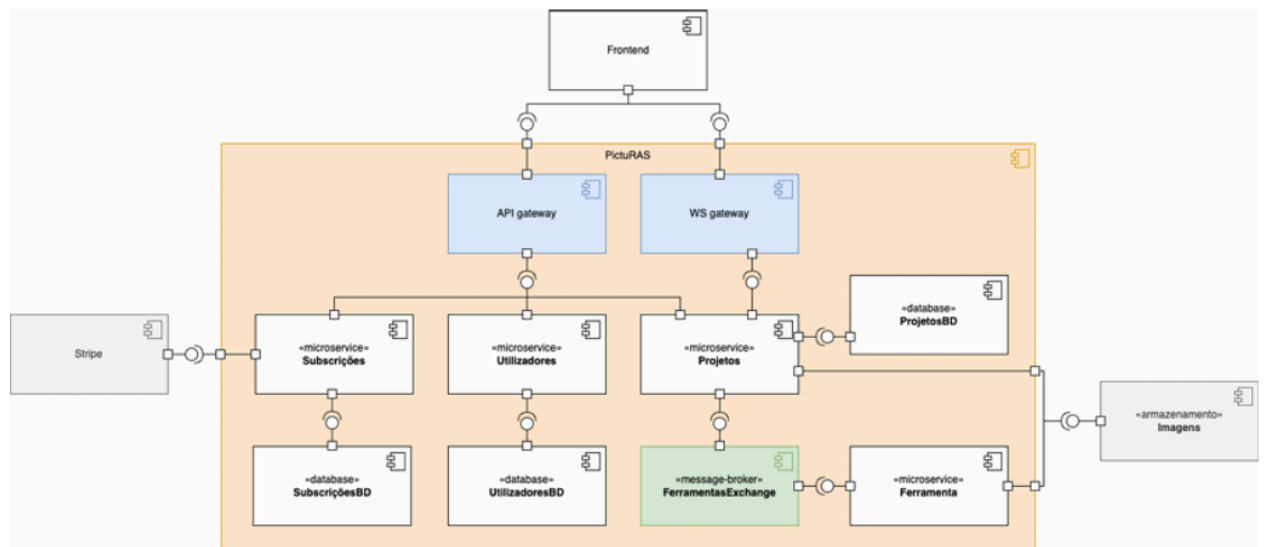 Frontend
PictuRAS
API gateway
WS gateway
«database»
ProjetosBD
Stripe
«microservice»
Subscrições
«microservice»
Utilizadores
«microservice»
Projetos
«armazenamento»
Imagens
«database»
SubscriçõesBD
«database»
UtilizadoresBD
«message-broker»
FerramentasExchange
«microservice»
Ferramenta